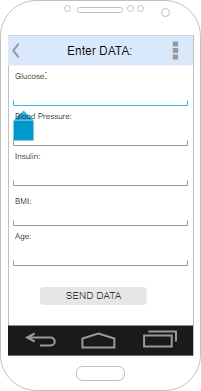 Enter DATA:
Glucose:
Blood Pressure:
Insulin:
BMI:
Age:
SEND DATA